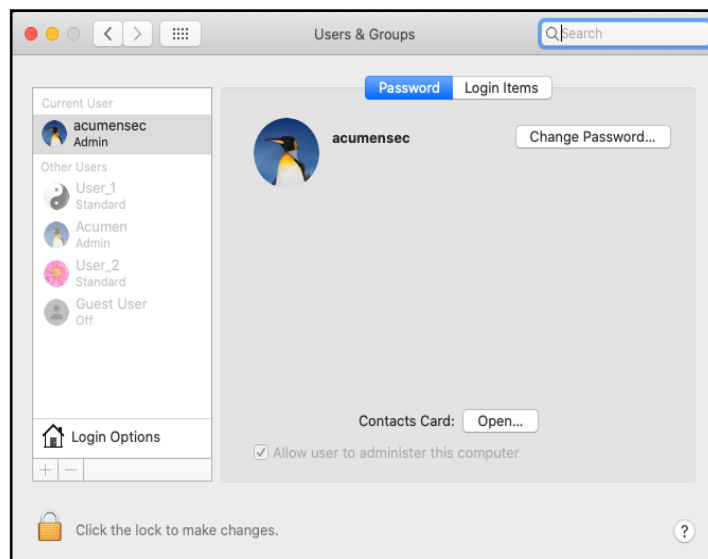 Users & Groups
Search
Password
Login Items
Current User
acumensec
Admin
Other Users
User_1
Standard
Acumen
Admin
User_2
Standard
Guest User
Off
Login Options
acumensec
Change Password...
Contacts Card:
Open...
Allow user to administer this computer
Click the lock to make changes.
?